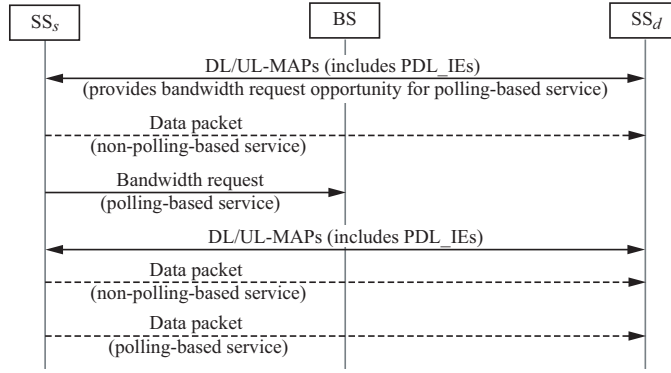 SSs BS SSd
DL/UL-MAPs (includes PDL_IEs)
(provides bandwidth request opportunity for polling-based service)
Data packet
(non-polling-based service)
Bandwidth request
(polling-based service)
DL/UL-MAPs (includes PDL_IEs)
Data packet
(non-polling-based service)
Data packet
(polling-based service)